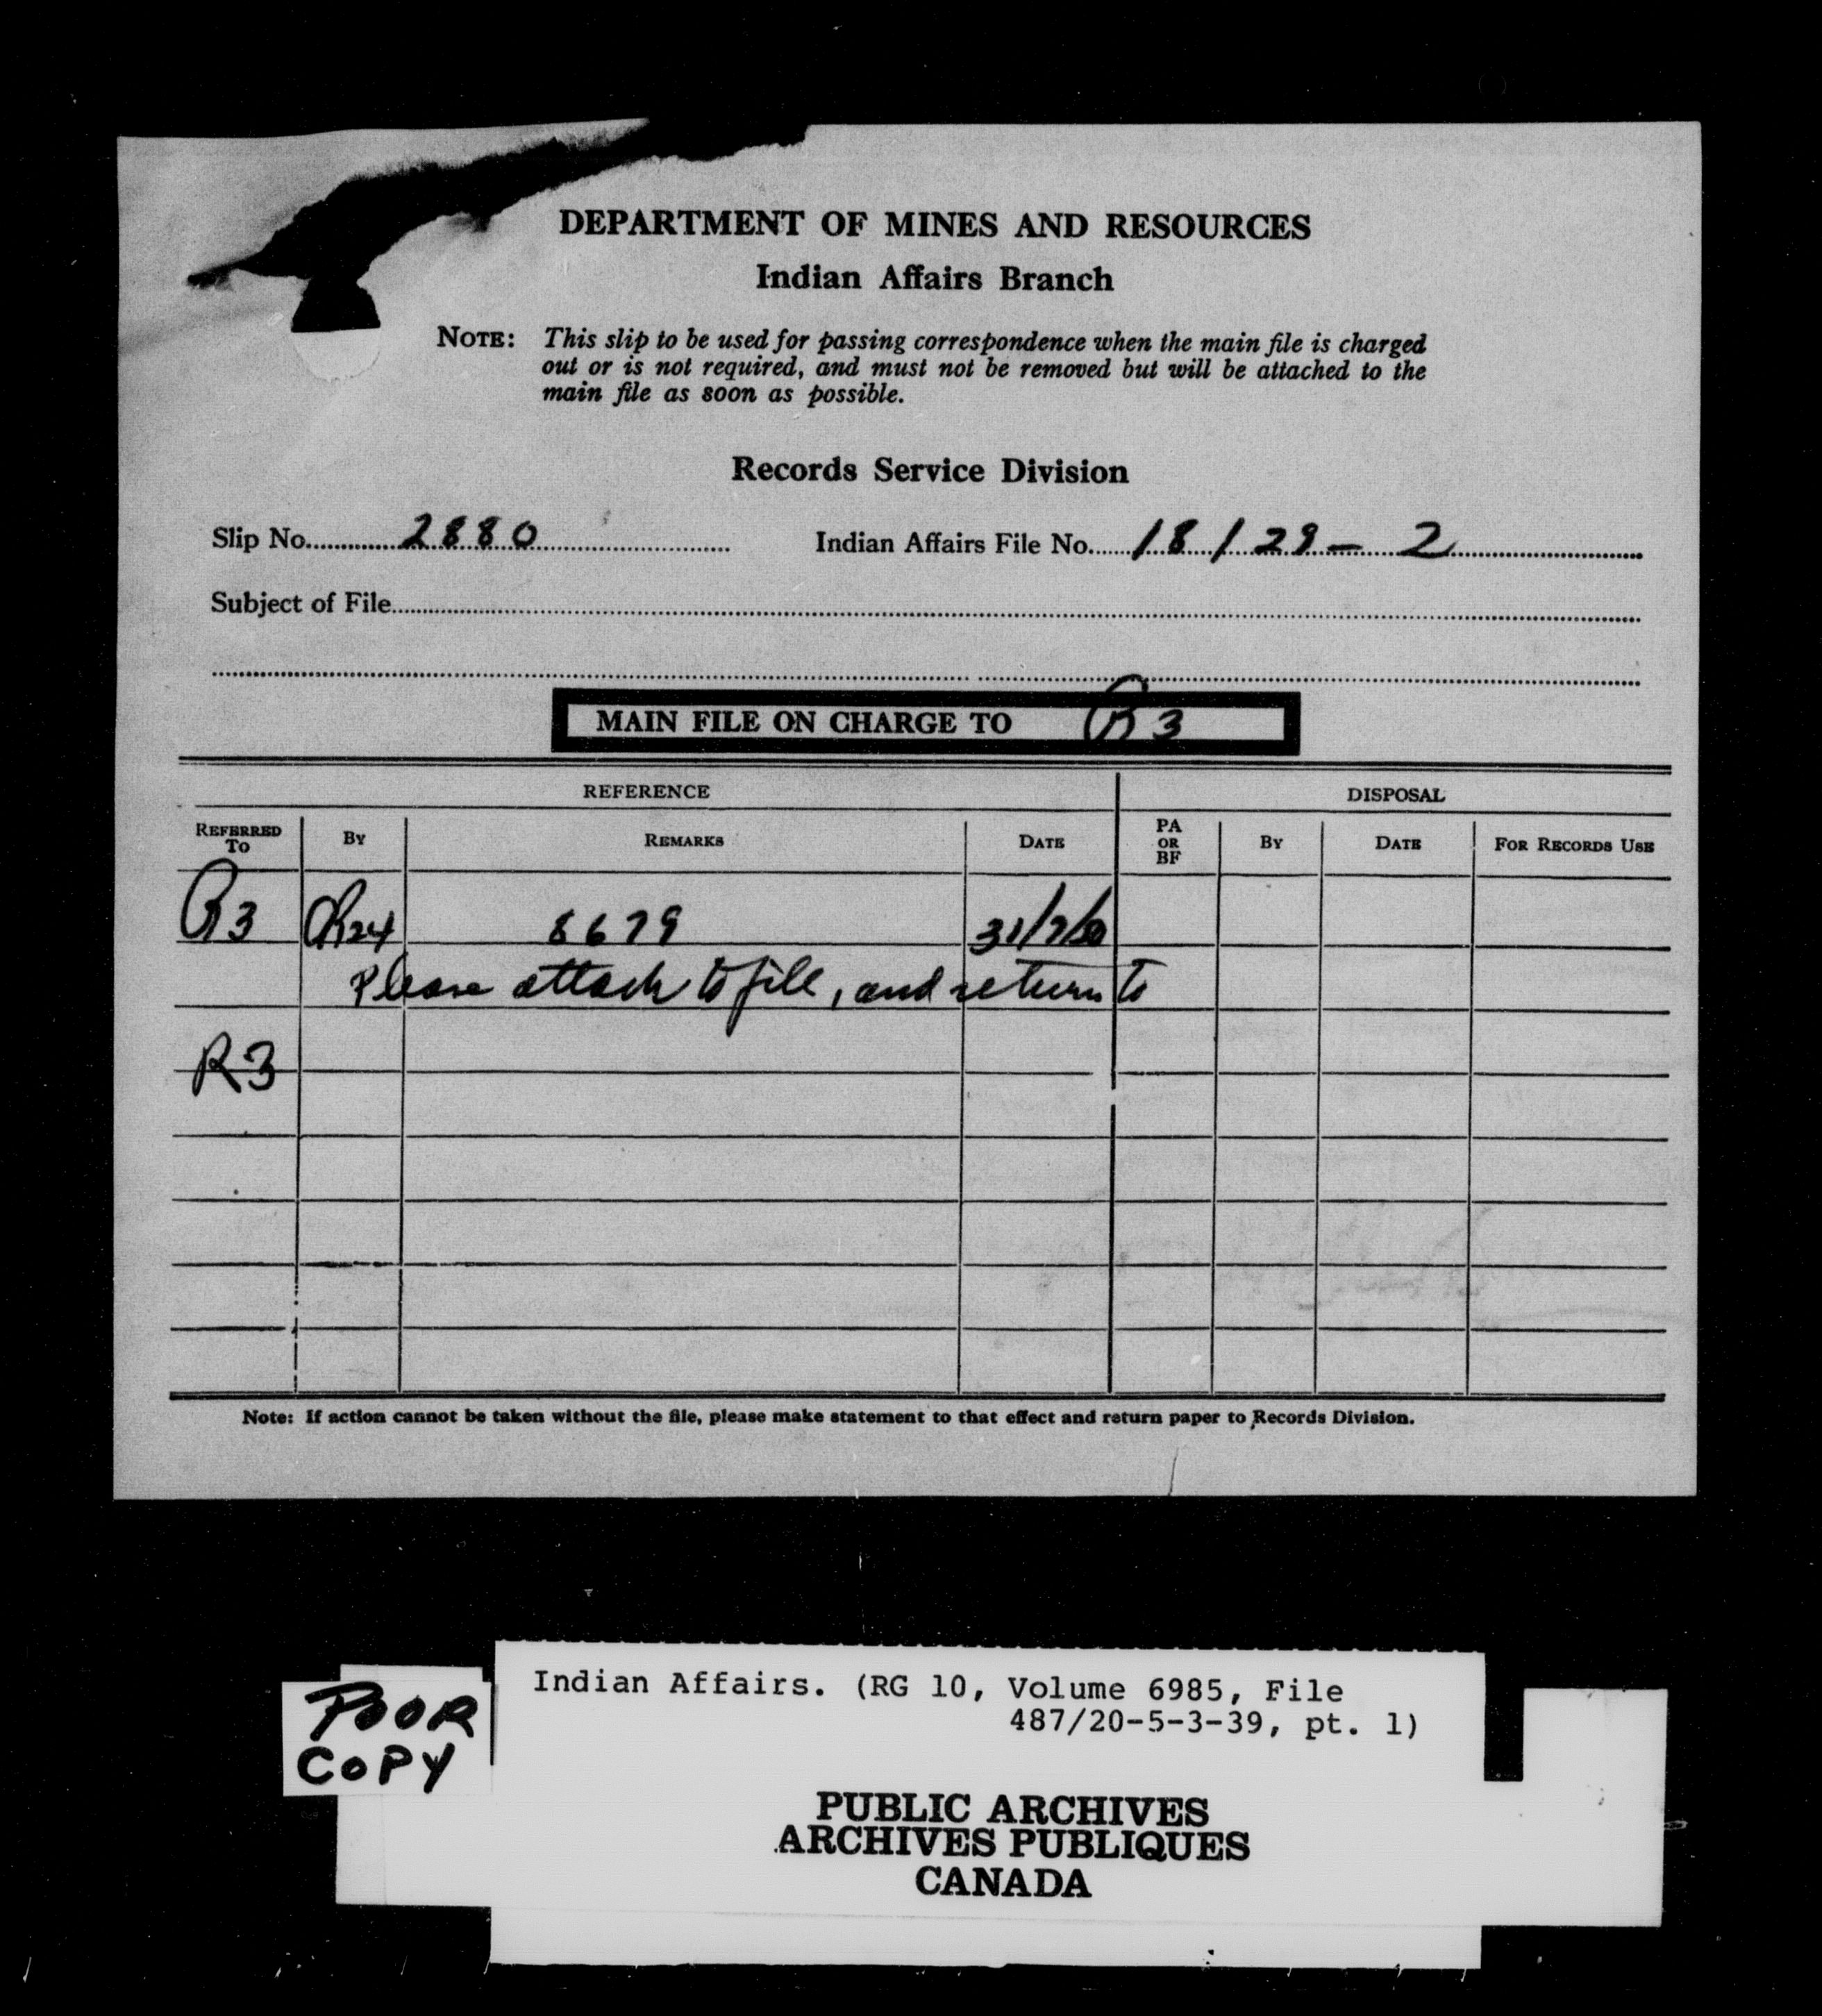 DEPARTMENT OF MINES AND RESOURCES
Indian Affairs Branch
NOTE: This slip to be used for passing correspondence when the main file is charged
out or is not required, and must not be removed but will be attached to the
main file as soon as possible.
Records Service Division
Slip No. 2880 Indian Affairs File No. 18/29-2
Subject of File
MAIN FILE ON CHARGE TO R3
REFERENCE DISPOSAL
REFERRED TO BY REMARKS DATE PA OR BF BY DATE FOR RECORDS USE
R3 8679
Please attach to file, and return to
R3
Note: If action cannot be taken without the file, please make statement to that effect and return paper to Records Division.
POOR
COPY
Indian Affairs. (RG 10, Volume 6985, File
487/20-5-3-39, pt. 1)
PUBLIC ARCHIVES
ARCHIVES PUBLIQUES
CANADA